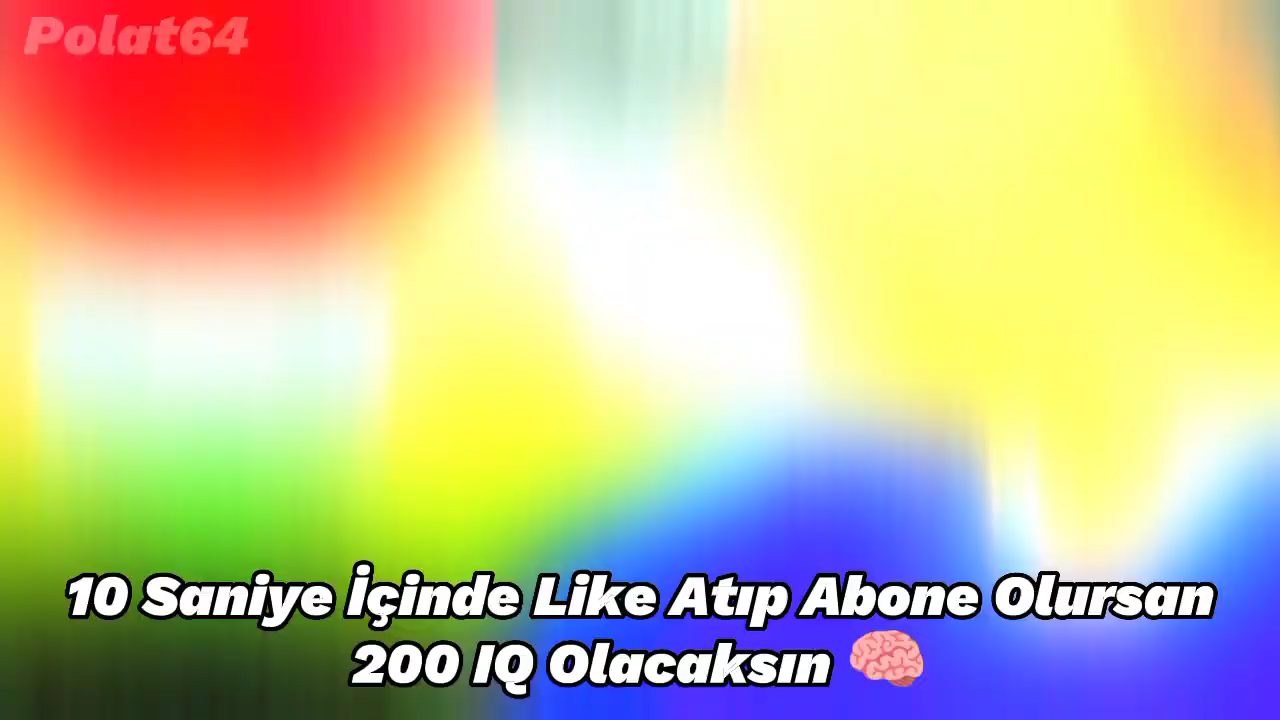 Polat64
10 Saniye İçinde Like Atıp Abone Olursan
200 IQ Olacaksın 🧠